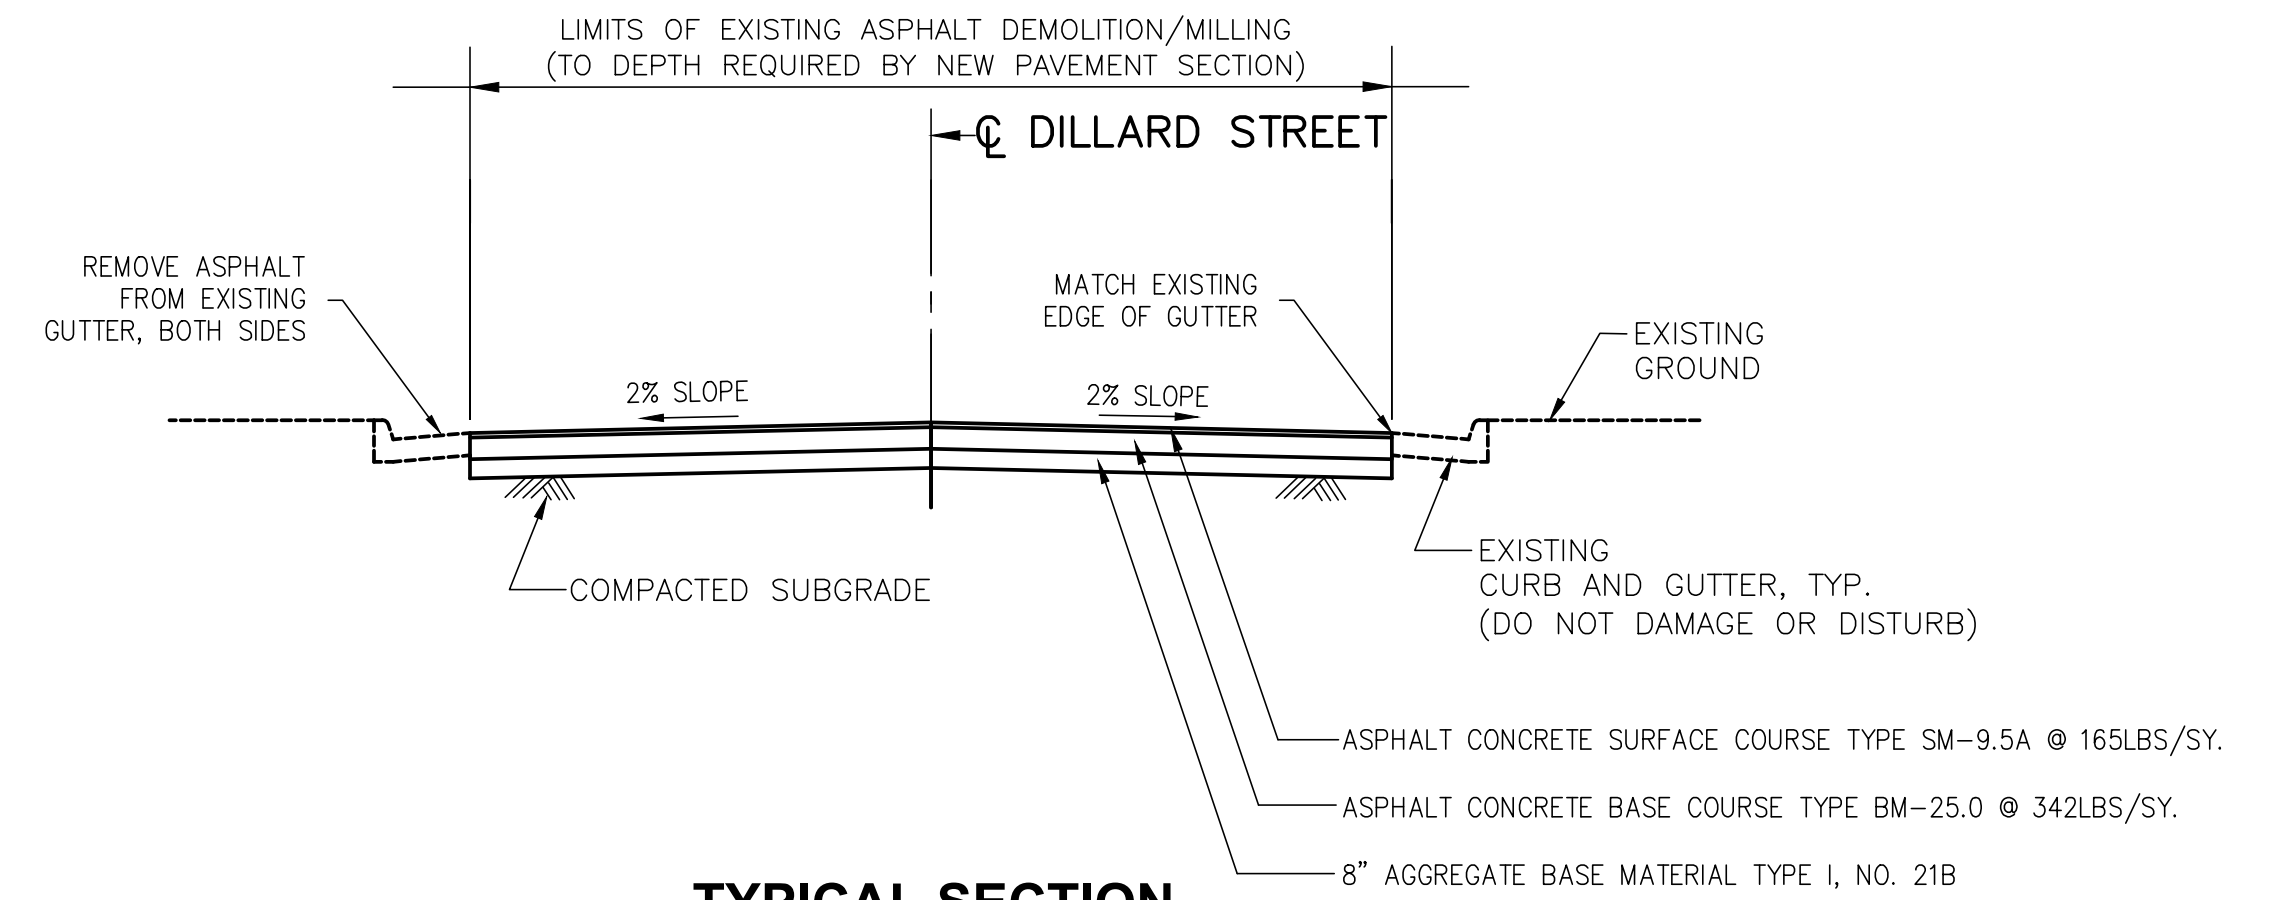 LIMITS OF EXISTING ASPHALT DEMOLITION/MILLING
(TO DEPTH REQUIRED BY NEW PAVEMENT SECTION)
℄ DILLARD STREET
REMOVE ASPHALT
FROM EXISTING
GUTTER, BOTH SIDES
MATCH EXISTING
EDGE OF GUTTER
EXISTING
GROUND
2% SLOPE
2% SLOPE
EXISTING
CURB AND GUTTER, TYP.
(DO NOT DAMAGE OR DISTURB)
COMPACTED SUBGRADE
ASPHALT CONCRETE SURFACE COURSE TYPE SM-9.5A @ 165LBS/SY.
ASPHALT CONCRETE BASE COURSE TYPE BM-25.0 @ 342LBS/SY.
8" AGGREGATE BASE MATERIAL TYPE I, NO. 21B
TYPICAL SECTION